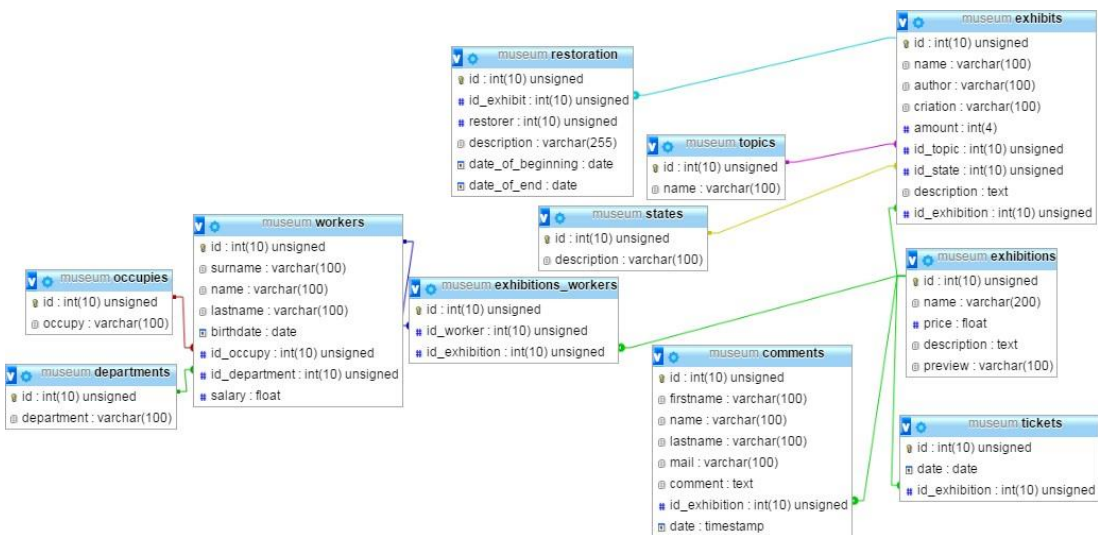 museum restoration
id : int(10) unsigned
id_exhibit : int(10) unsigned
restorer : int(10) unsigned
description : varchar(255)
date_of_beginning : date
date_of_end : date
museum exhibits
id : int(10) unsigned
name : varchar(100)
author : varchar(100)
criation : varchar(100)
amount : int(4)
id_topic : int(10) unsigned
id_state : int(10) unsigned
description : text
id_exhibition : int(10) unsigned
museum topics
id : int(10) unsigned
name : varchar(100)
museum states
id : int(10) unsigned
description : varchar(100)
museum workers
id : int(10) unsigned
surname : varchar(100)
name : varchar(100)
lastname : varchar(100)
birthdate : date
id_occupy : int(10) unsigned
id_department : int(10) unsigned
salary : float
museum occupies
id : int(10) unsigned
occupy : varchar(100)
museum departments
id : int(10) unsigned
department : varchar(100)
museum exhibitions_workers
id : int(10) unsigned
id_worker : int(10) unsigned
id_exhibition : int(10) unsigned
museum exhibitions
id : int(10) unsigned
name : varchar(200)
price : float
description : text
preview : varchar(100)
museum comments
id : int(10) unsigned
firstname : varchar(100)
name : varchar(100)
lastname : varchar(100)
mail : varchar(100)
comment : text
id_exhibition : int(10) unsigned
date : timestamp
museum tickets
id : int(10) unsigned
date : date
id_exhibition : int(10) unsigned